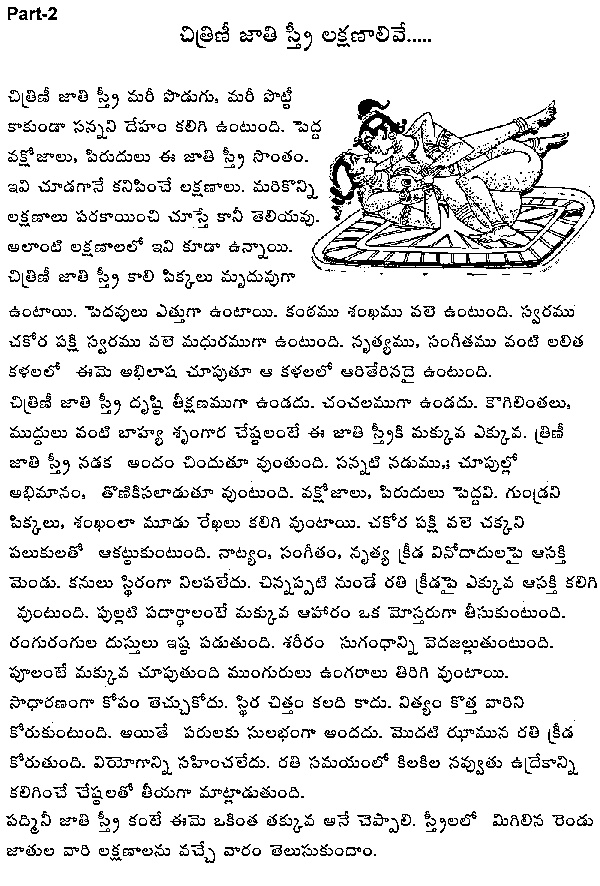 Part-2
చిత్రిణీ జాతి స్త్రీ లక్షణాలివే.....
చిత్రిణీ జాతి స్త్రీ మరీ పొడుగు, మరీ పొట్టీ
కాకుండా సన్నని దేహం కలిగి ఉంటుంది. పెద్ద
వక్షోజాలు, పిరుదులు ఈ జాతి స్త్రీ సొంతం.
ఇవి చూడగానే కనిపించే లక్షణాలు. మరికొన్ని
లక్షణాలు పరకాయించి చూస్తే కానీ తెలియవు.
అలాంటి లక్షణాలలో ఇవి కూడా ఉన్నాయి.
చిత్రిణీ జాతి స్త్రీ కాలి పిక్కలు మృదువుగా
ఉంటాయి. పెదవులు ఎత్తుగా ఉంటాయి. కంఠము శంఖము వలె ఉంటుంది. స్వరము
చకోర పక్షి స్వరము వలె మధురముగా ఉంటుంది. నృత్యము, సంగీతము వంటి లలిత
కళలలో ఈమె అభిలాష చూపుతూ ఆ కళలలో ఆరితేరినదై ఉంటుంది.
చిత్రిణీ జాతి స్త్రీ దృష్టి తీక్షణముగా ఉండదు. చంచలముగా ఉండదు. కౌగిలింతలు,
ముద్దులు వంటి బాహ్య శృంగార చేష్టలంటే ఈ జాతి స్త్రీకి మక్కువ ఎక్కువ. త్రిణీ
జాతి స్త్రీ నడక అందం చిందుతూ వుంతుంది. సన్నటి నడుము,ః చూపుల్లో
అభిమానం, తొణికిసలాడుతూ వుంటుంది. వక్షోజాలు, పిరుదులు పెద్దవి. గుండ్రని
పిక్కలు, శంఖంలా మూడు రేఖలు కలిగి వుంటాయి. చకోర పక్షి వలె చక్కని
పలుకులతో ఆకట్టుకుంటుంది. నాట్యం, సంగీతం, నృత్య క్రీడ వినోదాదులపై ఆసక్తి
మెండు. కనులు స్థిరంగా నిలపలేదు. చిన్నప్పటి నుండే రతి క్రీడపై ఎక్కువ ఆసక్తి కలిగి
వుంటుంది. పుల్లటి పదార్ధాలంటే మక్కువ ఆహారం ఒక మోస్తరుగా తీసుకుంటుంది.
రంగురంగుల దుస్తులు ఇష్ట పడుతుంది. శరీరం సుగంధాన్ని వెదజల్లుతుంటుంది.
పూలంటే మక్కువ చూపుతుంది ముంగురులు ఉంగరాలు తిరిగి వుంటాయి.
సాధారణంగా కోపం తెచ్చుకోదు. స్థిర చిత్తం కలది కాదు. నిత్యం కొత్త వారిని
కోరుకుంటుంది. అయితే పరులకు సులభంగా అందదు. మొదటి ఝామున రతి క్రీడ
కోరుతుంది. వియోగాన్ని సహించలేదు. రతి సమయంలో కిలకిల నవ్వుతు ఉద్రేకాన్ని
కలిగించే చేష్టలతో తీయగా మాట్లాడుతుంది.
పద్మినీ జాతి స్త్రీ కంటే ఈమె ఒకింత తక్కువ అనే చెప్పాలి. స్త్రీలలో మిగిలిన రెండు
జాతుల వారి లక్షణాలను వచ్చే వారం తెలుసుకుందాం.